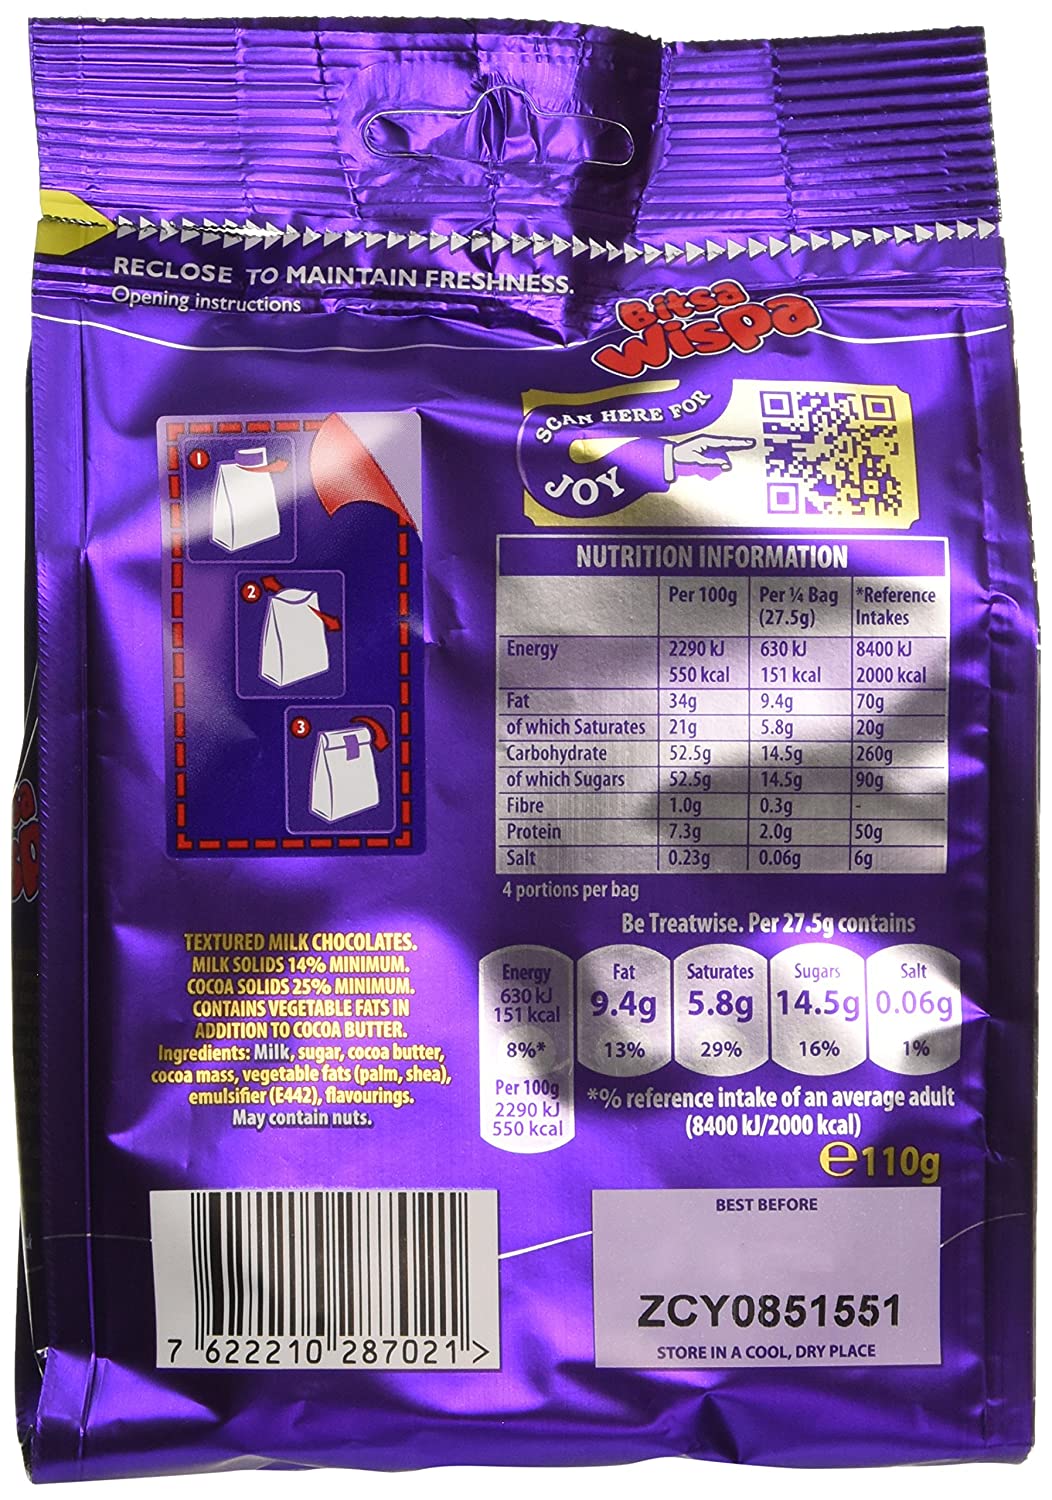 RECLOSE TO MAINTAIN FRESHNESS.
Opening instructions
Bitsa
Wispa
SCAN HERE FOR
JOY
1
2
3
NUTRITION INFORMATION
Per 100g Per ¼ Bag (27.5g) *Reference Intakes
Energy 2290 kJ 630 kJ 8400 kJ
550 kcal 151 kcal 2000 kcal
Fat 34g 9.4g 70g
of which Saturates 21g 5.8g 20g
Carbohydrate 52.5g 14.5g 260g
of which Sugars 52.5g 14.5g 90g
Fibre 1.0g 0.3g -
Protein 7.3g 2.0g 50g
Salt 0.23g 0.06g 6g
4 portions per bag
Be Treatwise. Per 27.5g contains
Energy Fat Saturates Sugars Salt
630 kJ
151 kcal 9.4g 5.8g 14.5g 0.06g
8%* 13% 29% 16% 1%
Per 100g
2290 kJ
550 kcal
*% reference intake of an average adult
(8400 kJ/2000 kcal)
℮110g
TEXTURED MILK CHOCOLATES.
MILK SOLIDS 14% MINIMUM.
COCOA SOLIDS 25% MINIMUM.
CONTAINS VEGETABLE FATS IN
ADDITION TO COCOA BUTTER.
Ingredients: Milk, sugar, cocoa butter,
cocoa mass, vegetable fats (palm, shea),
emulsifier (E442), flavourings.
May contain nuts.
7 622210 287021 >
BEST BEFORE
ZCY0851551
STORE IN A COOL, DRY PLACE